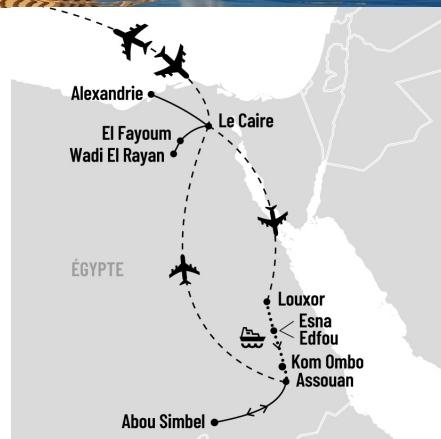 Alexandrie
Le Caire
El Fayoum
Wadi El Rayan
ÉGYPTE
Louxor
Esna
Edfou
Kom Ombo
Assouan
Abou Simbel